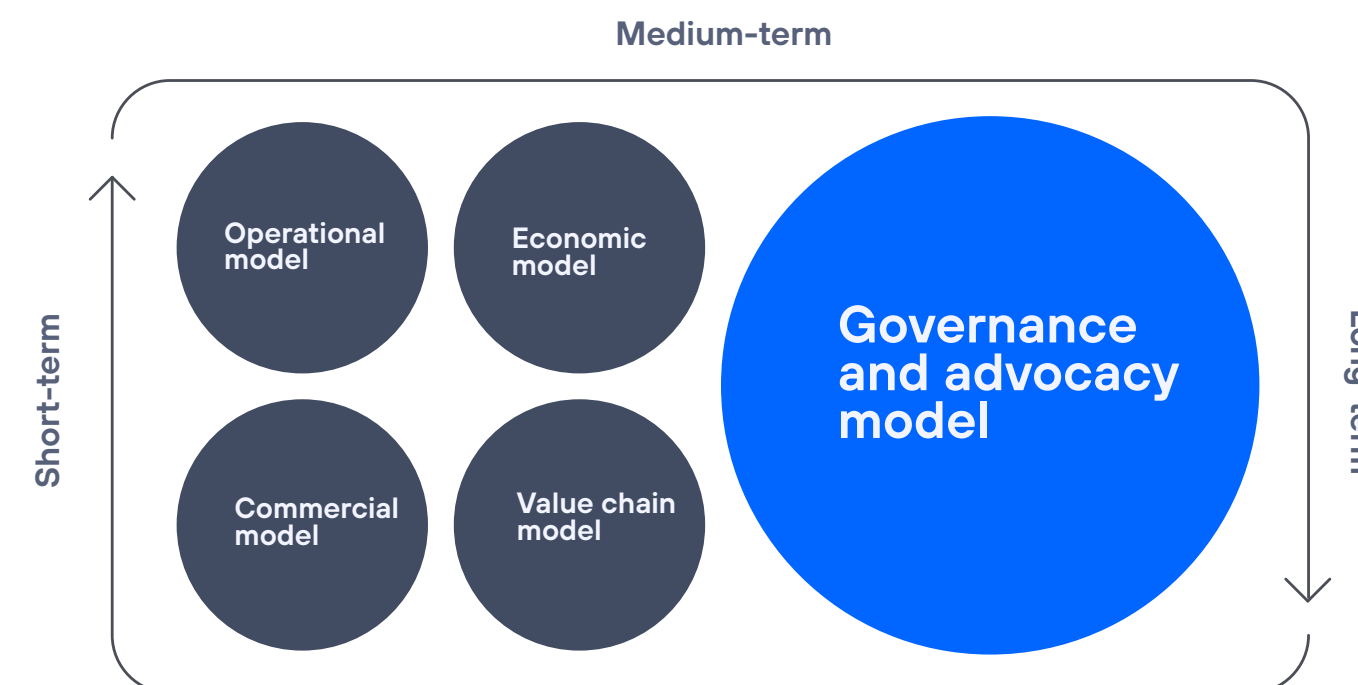 Medium-term
Short-term
Operational
model
Economic
model
Governance
and advocacy
model
Commercial
model
Value chain
model